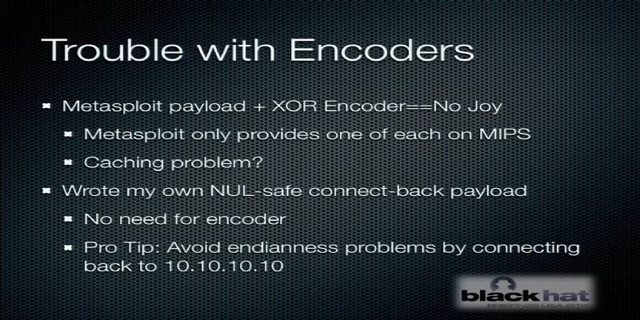 Trouble with Encoders
Metasploit payload + XOR Encoder==No Joy
Metasploit only provides one of each on MIPS
Caching problem?
Wrote my own NUL-safe connect-back payload
No need for encoder
Pro Tip: Avoid endianness problems by connecting
back to 10.10.10.10
black hat